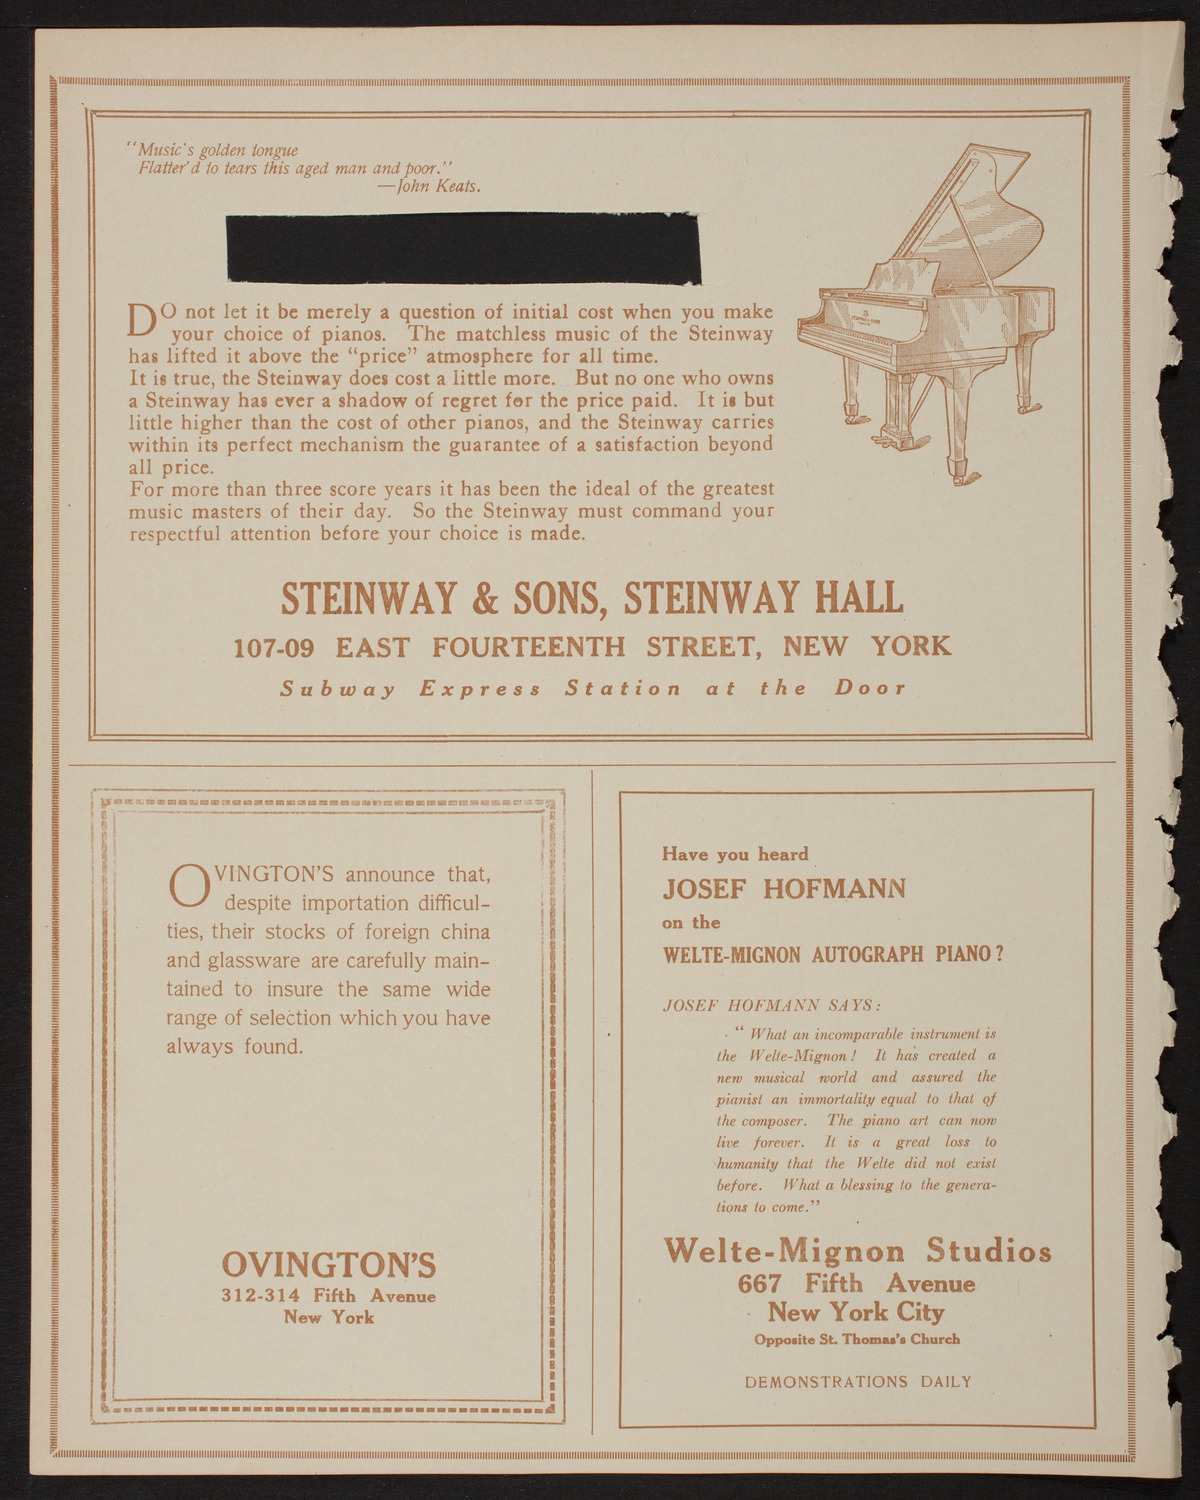 "Music's golden tongue
Flatter'd to tears this aged man and poor."
—John Keats.
DO not let it be merely a question of initial cost when you make
your choice of pianos. The matchless music of the Steinway
has lifted it above the "price" atmosphere for all time.
It is true, the Steinway does cost a little more. But no one who owns
a Steinway has ever a shadow of regret for the price paid. It is but
little higher than the cost of other pianos, and the Steinway carries
within its perfect mechanism the guarantee of a satisfaction beyond
all price.
For more than three score years it has been the ideal of the greatest
music masters of their day. So the Steinway must command your
respectful attention before your choice is made.
STEINWAY & SONS, STEINWAY HALL
107-09 EAST FOURTEENTH STREET, NEW YORK
Subway Express Station at the Door
OVINGTON'S announce that,
despite importation difficul-
ties, their stocks of foreign china
and glassware are carefully main-
tained to insure the same wide
range of selection which you have
always found.
OVINGTON'S
312-314 Fifth Avenue
New York
Have you heard
JOSEF HOFMANN
on the
WELTE-MIGNON AUTOGRAPH PIANO?
JOSEF HOFMANN SAYS:
"What an incomparable instrument is
the Welte-Mignon! It has created a
new musical world and assured the
pianist an immortality equal to that of
the composer. The piano art can now
live forever. It is a great loss to
humanity that the Welte did not exist
before. What a blessing to the genera-
tions to come."
Welte-Mignon Studios
667 Fifth Avenue
New York City
Opposite St. Thomas's Church
DEMONSTRATIONS DAILY